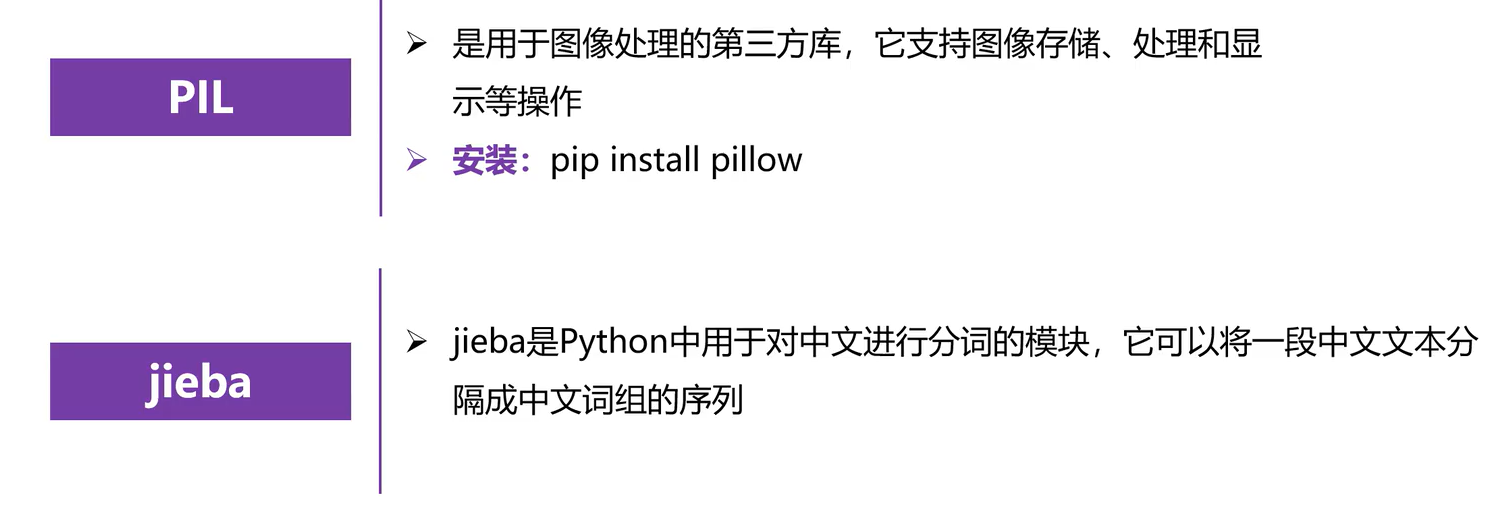 PIL
➢ 是用于图像处理的第三方库，它支持图像存储、处理和显
示等操作
➢ 安装：pip install pillow
jieba
➢ jieba是Python中用于对中文进行分词的模块，它可以将一段中文文本分
隔成中文词组的序列